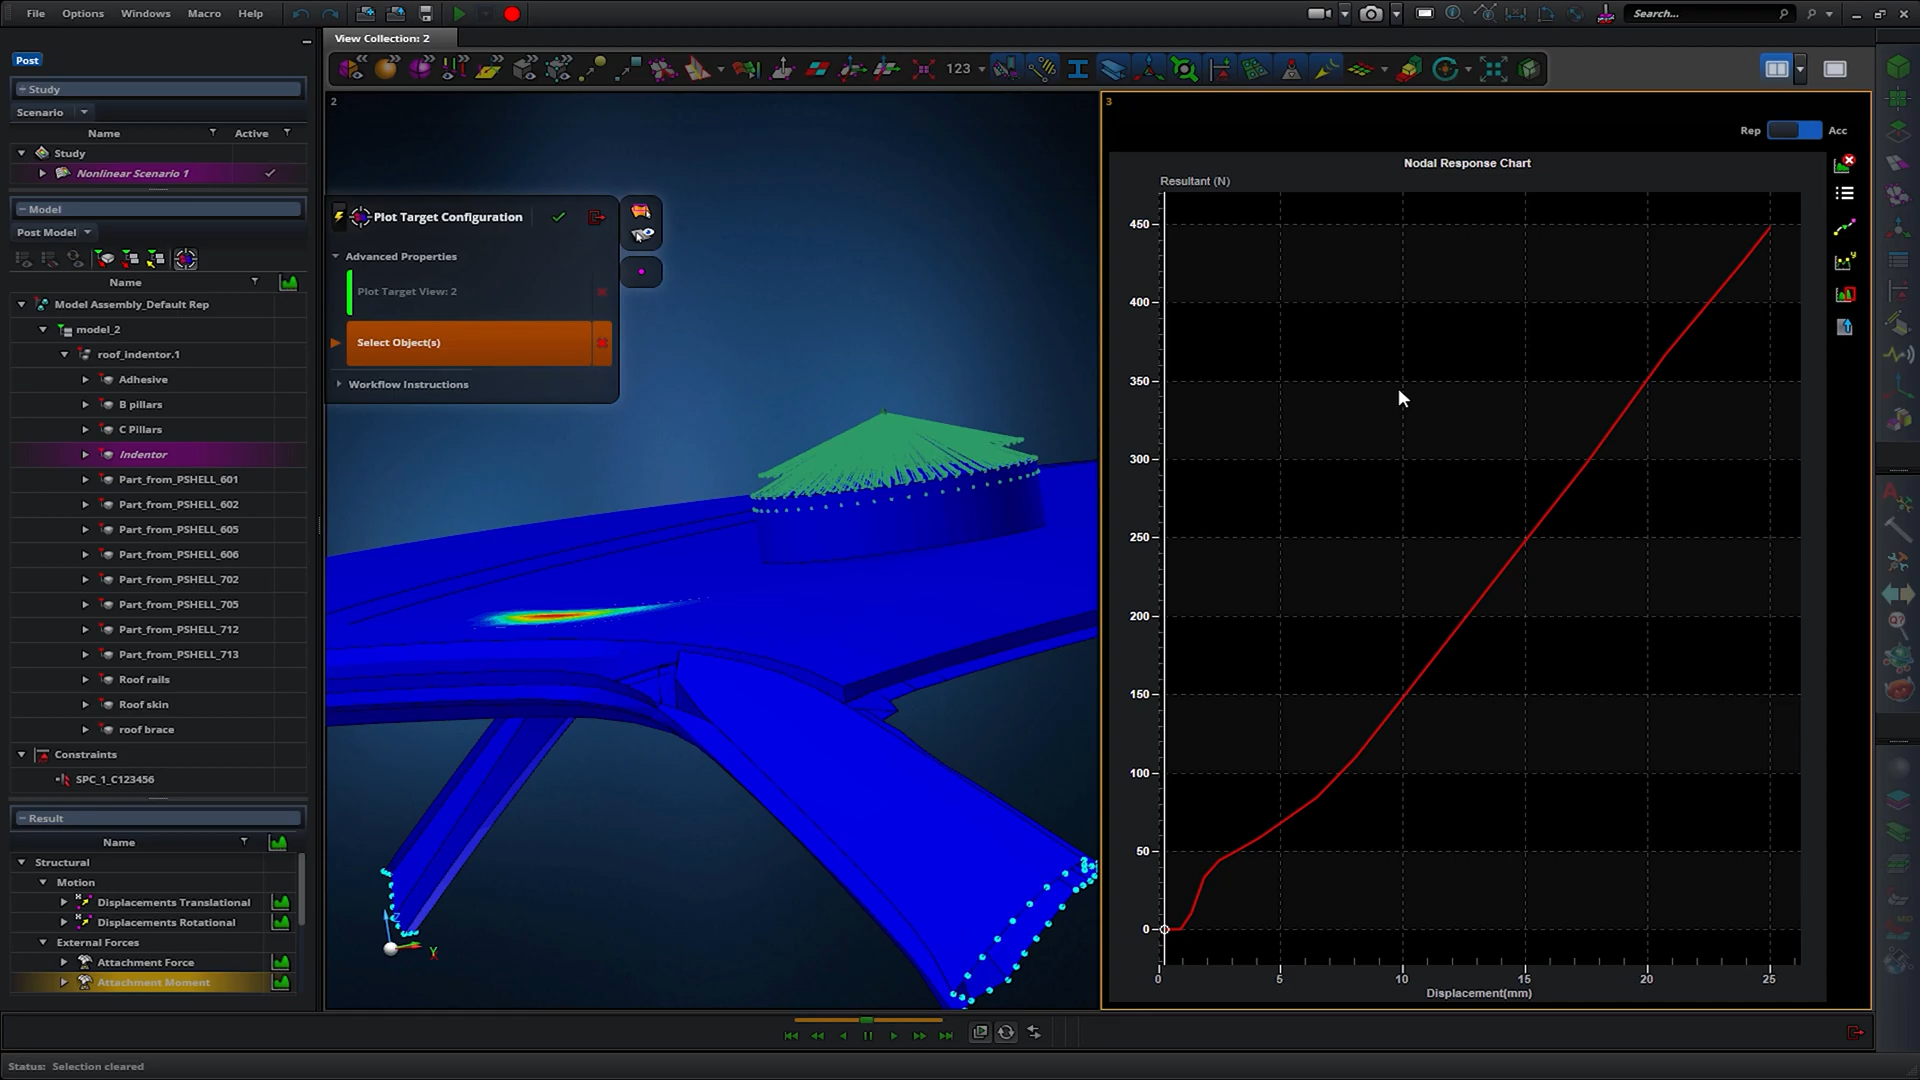 File Options Windows Macro Help Search...
Post
Study
Scenario
Name Active
Study
Nonlinear Scenario 1
Model
Post Model
Name
Model Assembly_Default Rep
model_2
roof_indentor.1
Adhesive
B pillars
C Pillars
Indentor
Part_from_PSHELL_601
Part_from_PSHELL_602
Part_from_PSHELL_605
Part_from_PSHELL_606
Part_from_PSHELL_702
Part_from_PSHELL_705
Part_from_PSHELL_712
Part_from_PSHELL_713
Roof rails
Roof skin
roof brace
Constraints
SPC_1_C123456
Result
Name
Structural
Motion
Displacements Translational
Displacements Rotational
External Forces
Attachment Force
Attachment Moment
View Collection: 2
123
2
Plot Target Configuration
Advanced Properties
Plot Target View: 2
Select Object(s)
Workflow Instructions
Z
Y
3
Rep Acc
Nodal Response Chart
Resultant (N)
450
400
350
300
250
200
150
100
50
0
0 5 10 15 20 25
Displacement(mm)
Status: Selection cleared